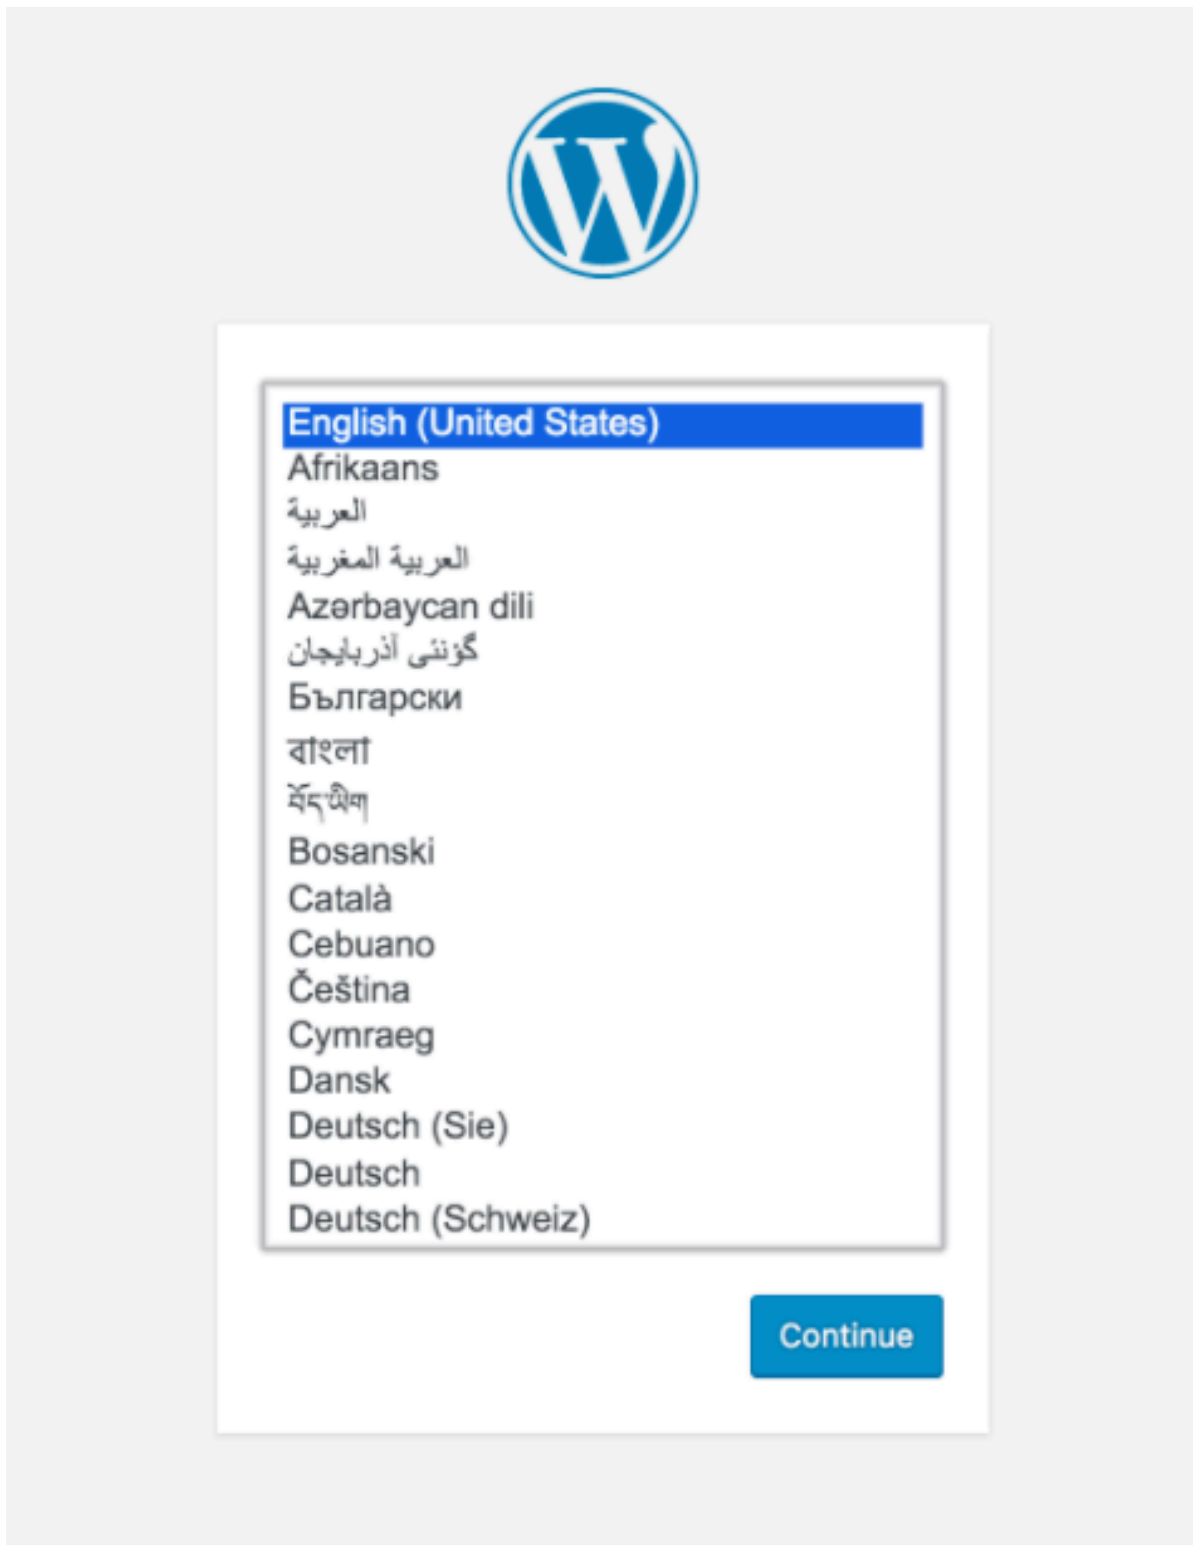 English (United States)
Afrikaans
العربية
العربية المغربية
Azərbaycan dili
گؤنئی آذربایجان
Български
বাংলা
བོད་ཡིག
Bosanski
Català
Cebuano
Čeština
Cymraeg
Dansk
Deutsch (Sie)
Deutsch
Deutsch (Schweiz)
Continue